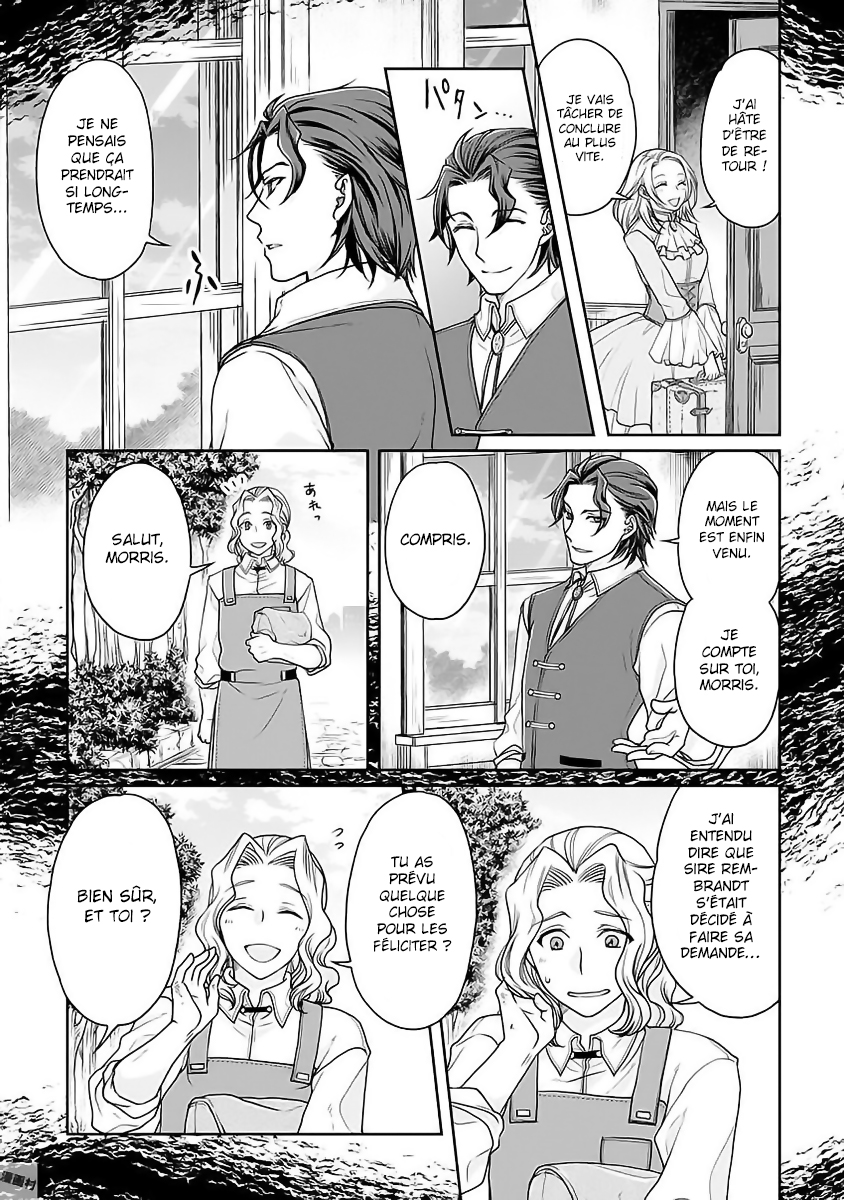 J'AI
HÂTE
D'ÊTRE
DE RE-
TOUR !
JE VAIS
TÂCHER DE
CONCLURE
AU PLUS
VITE.
パタン…
JE NE
PENSAIS
QUE ÇA
PRENDRAIT
SI LONG-
TEMPS...
MAIS LE
MOMENT
EST ENFIN
VENU.
JE
COMPTE
SUR TOI,
MORRIS.
COMPRIS.
あれっ
SALUT,
MORRIS.
J'AI
ENTENDU
DIRE QUE
SIRE REM-
BRANDT
S'ÉTAIT
DÉCIDÉ À
FAIRE SA
DEMANDE...
TU AS
PRÉVU
QUELQUE
CHOSE
POUR LES
FÉLICITER ?
BIEN SÛR,
ET TOI ?
漫画村